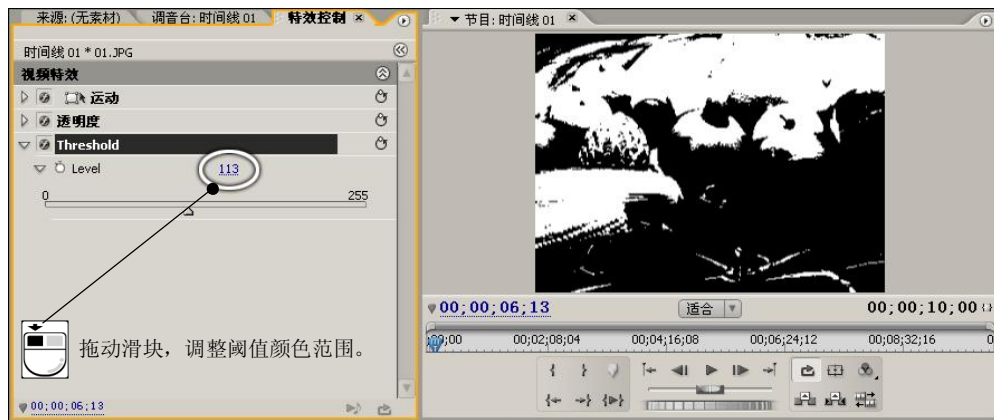 来源: (无素材)
调音台: 时间线 01
特效控制
时间线 01 * 01.JPG
视频特效
运动
透明度
Threshold
Level
113
0
255
拖动滑块，调整阈值颜色范围。
00;00;06;13
节目: 时间线 01
00;00;06;13
适合
00;00;10;00
00;02;08;04
00;04;16;08
00;06;24;12
00;08;32;16